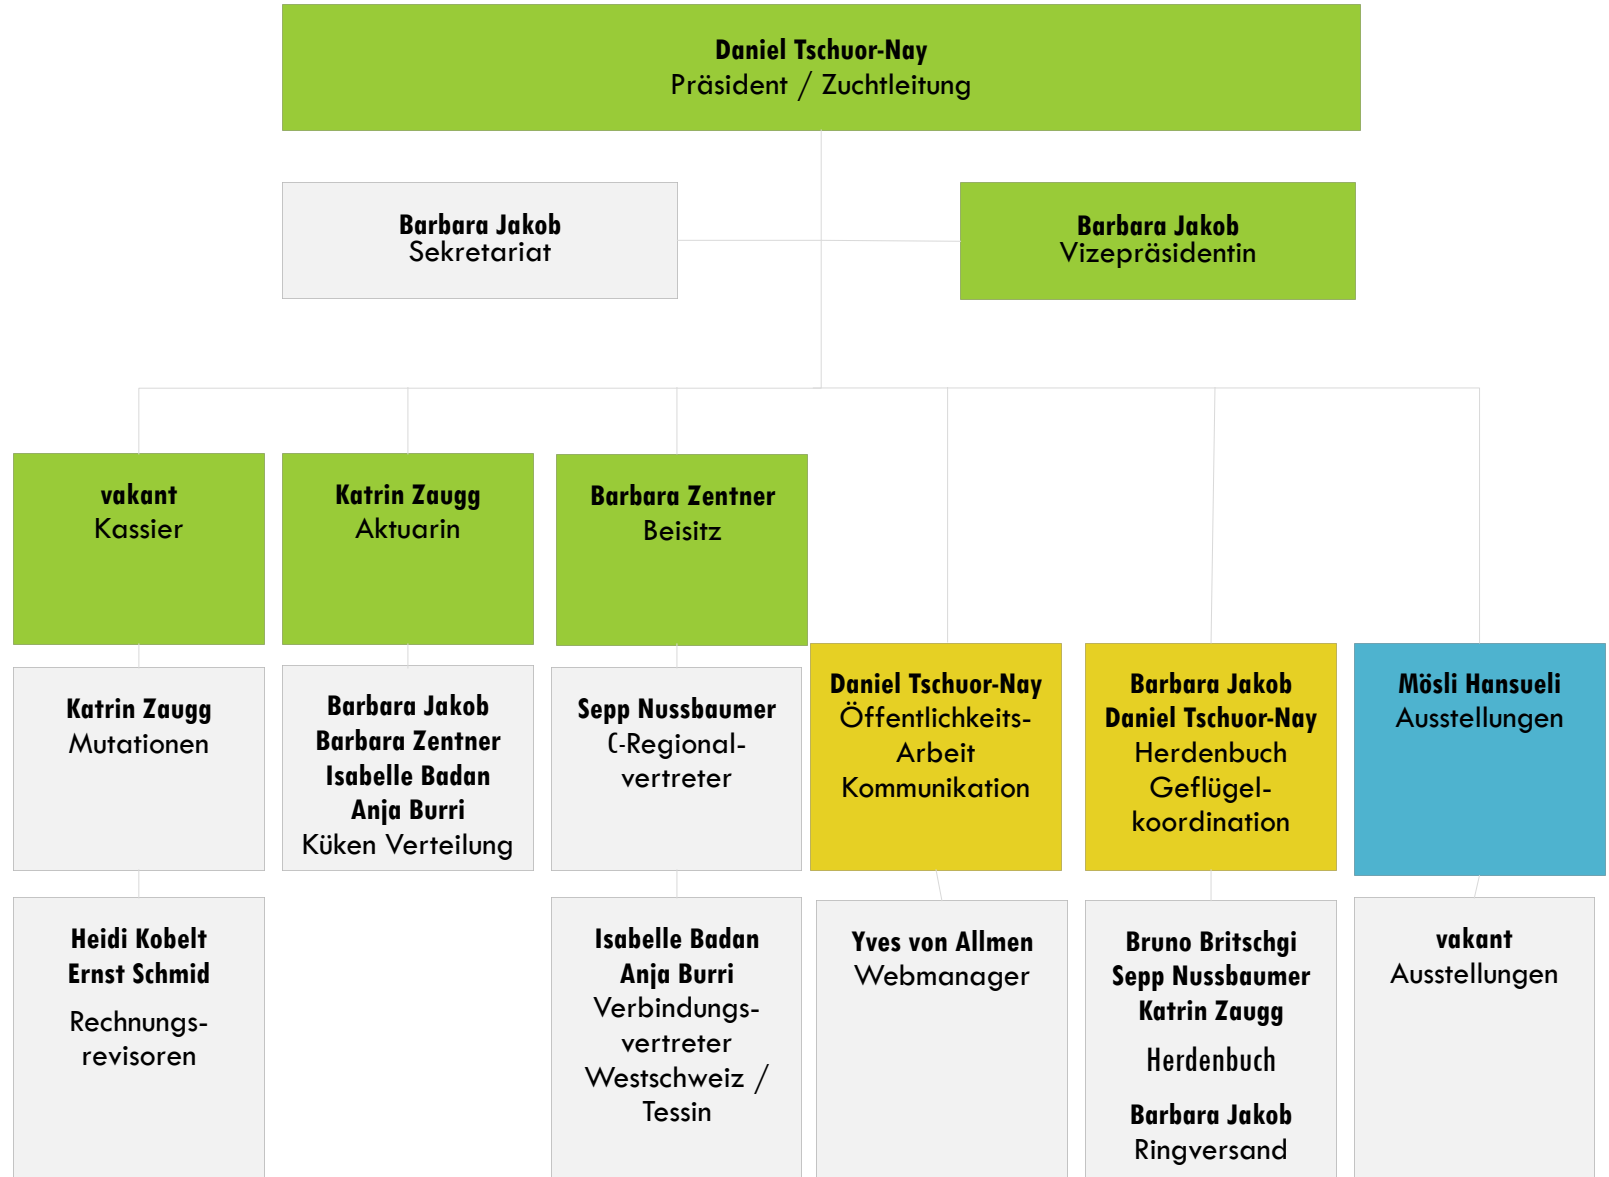 Daniel Tschuor-Nay
Präsident / Zuchtleitung
Barbara Jakob
Sekretariat
Barbara Jakob
Vizepräsidentin
vakant
Kassier
Katrin Zaugg
Aktuarin
Barbara Zentner
Beisitz
Katrin Zaugg
Mutationen
Barbara Jakob
Barbara Zentner
Isabelle Badan
Anja Burri
Küken Verteilung
Sepp Nussbaumer
C-Regional-
vertreter
Daniel Tschuor-Nay
Öffentlichkeits-
Arbeit
Kommunikation
Barbara Jakob
Daniel Tschuor-Nay
Herdenbuch
Geflügel-
koordination
Mösli Hansueli
Ausstellungen
Heidi Kobelt
Ernst Schmid
Rechnungs-
revisoren
Isabelle Badan
Anja Burri
Verbindungs-
vertreter
Westschweiz /
Tessin
Yves von Allmen
Webmanager
Bruno Britschgi
Sepp Nussbaumer
Katrin Zaugg
Herdenbuch
Barbara Jakob
Ringversand
vakant
Ausstellungen